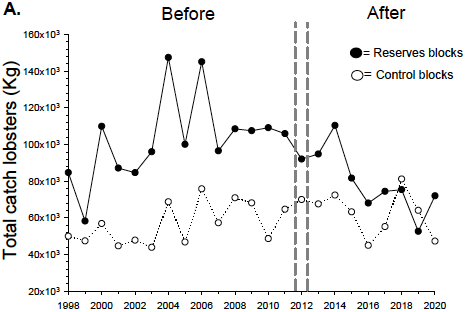 A.
Before
After
Total catch lobsters (Kg)
160x10³
140x10³
120x10³
100x10³
80x10³
60x10³
40x10³
20x10³
= Reserves blocks
= Control blocks
1998 2000 2002 2004 2006 2008 2010 2012 2014 2016 2018 2020